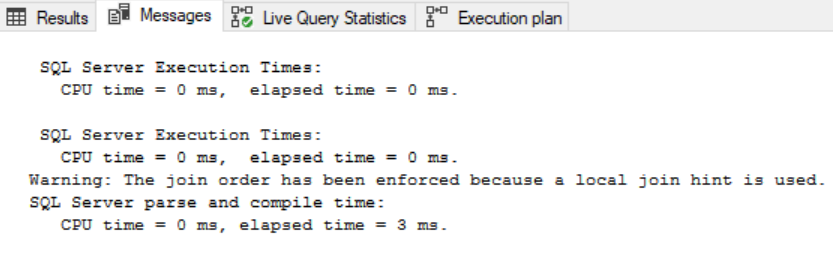 Results Messages Live Query Statistics Execution plan
SQL Server Execution Times:
CPU time = 0 ms,  elapsed time = 0 ms.
SQL Server Execution Times:
CPU time = 0 ms,  elapsed time = 0 ms.
Warning: The join order has been enforced because a local join hint is used.
SQL Server parse and compile time:
CPU time = 0 ms, elapsed time = 3 ms.